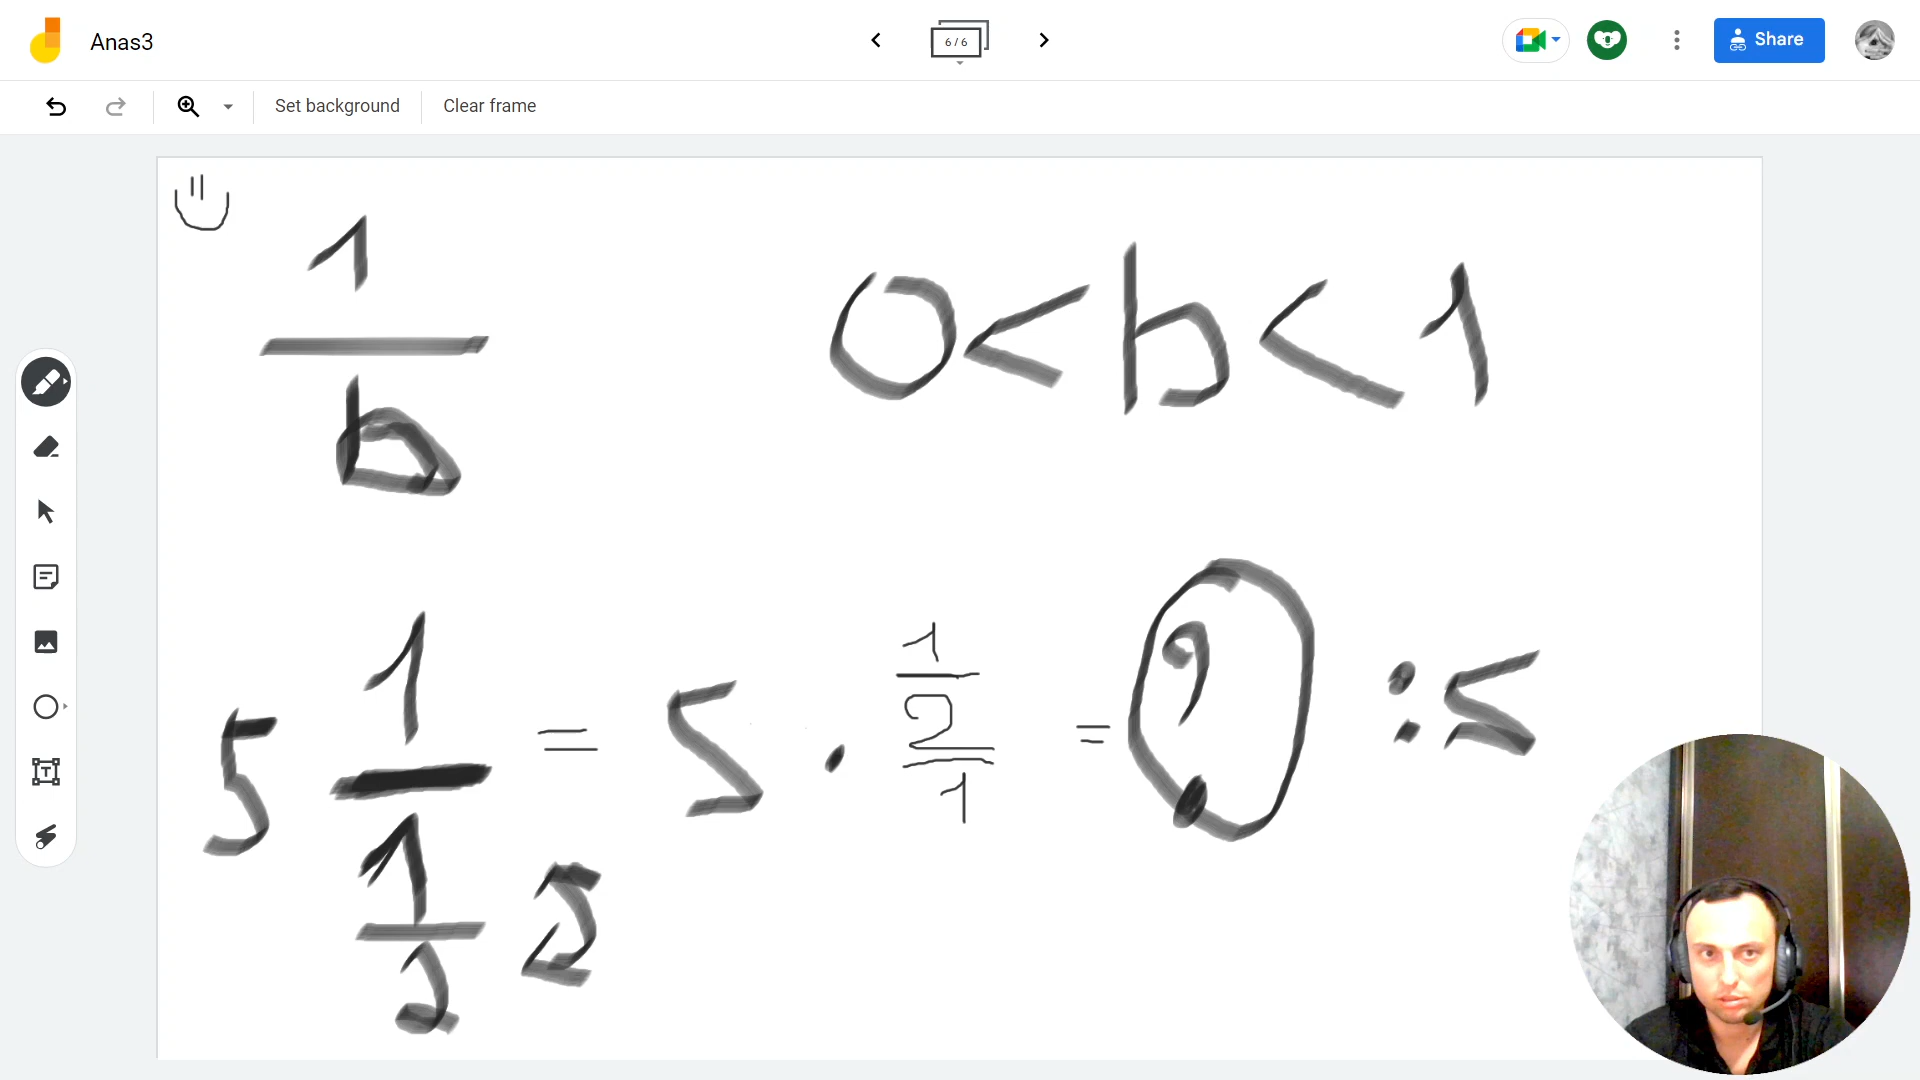 Anas3
6 / 6
Share
Set background
Clear frame
1
b
0 < b < 1
1
5 1 = 5 · 2 = ? : 5
1
1
2 2